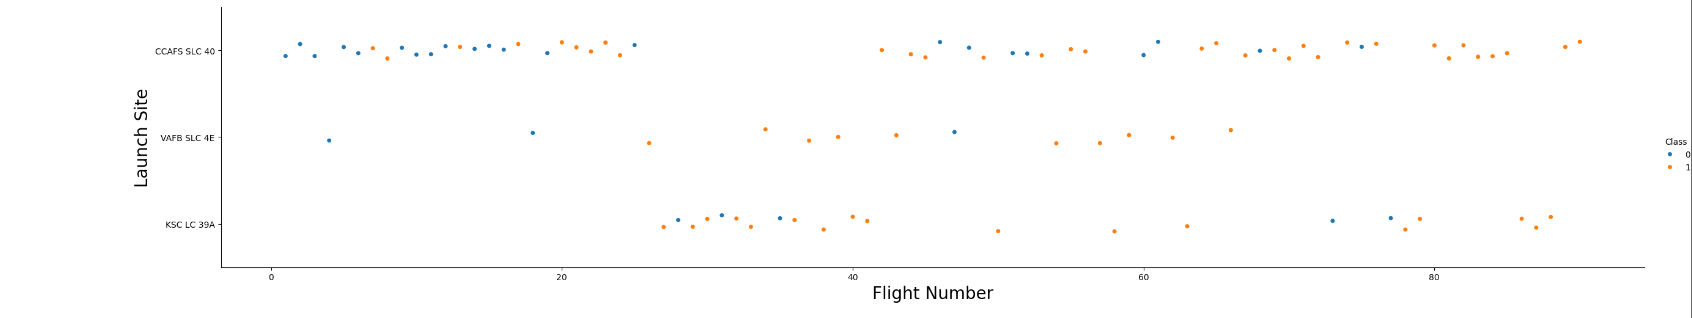 CCAFS SLC 40
VAFB SLC 4E
KSC LC 39A
Launch Site
0 20 40 60 80
Flight Number
Class
0
1